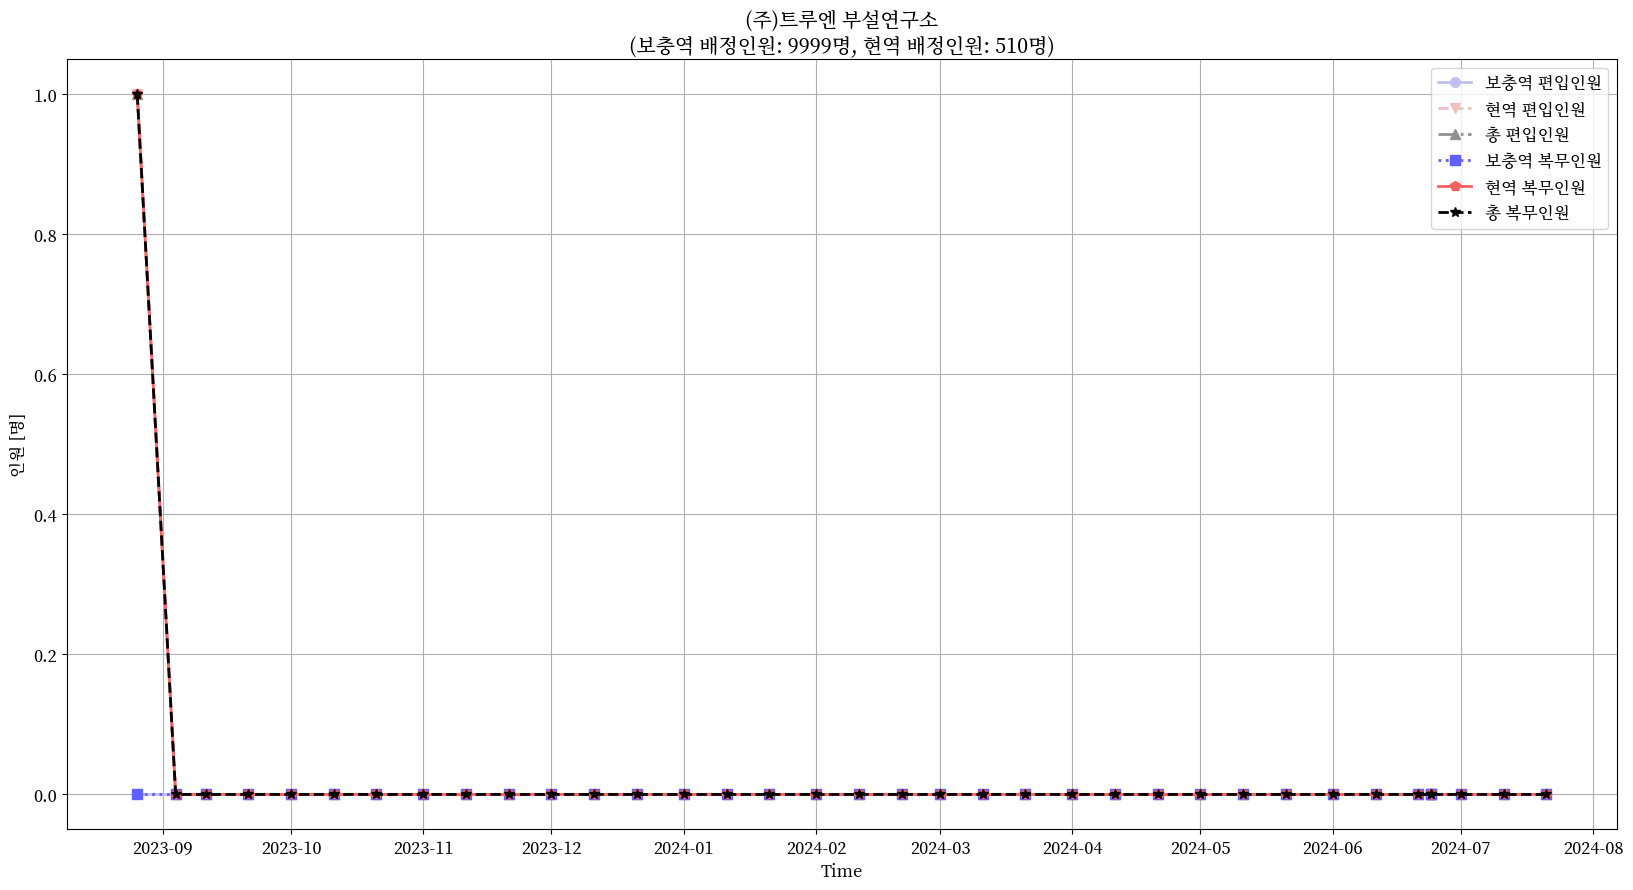 (주)트루엔 부설연구소
(보충역 배정인원: 9999명, 현역 배정인원: 510명)
보충역 편입인원
현역 편입인원
총 편입인원
보충역 복무인원
현역 복무인원
총 복무인원
인원 [명]
1.0
0.8
0.6
0.4
0.2
0.0
2023-09 2023-10 2023-11 2023-12 2024-01 2024-02 2024-03 2024-04 2024-05 2024-06 2024-07 2024-08
Time